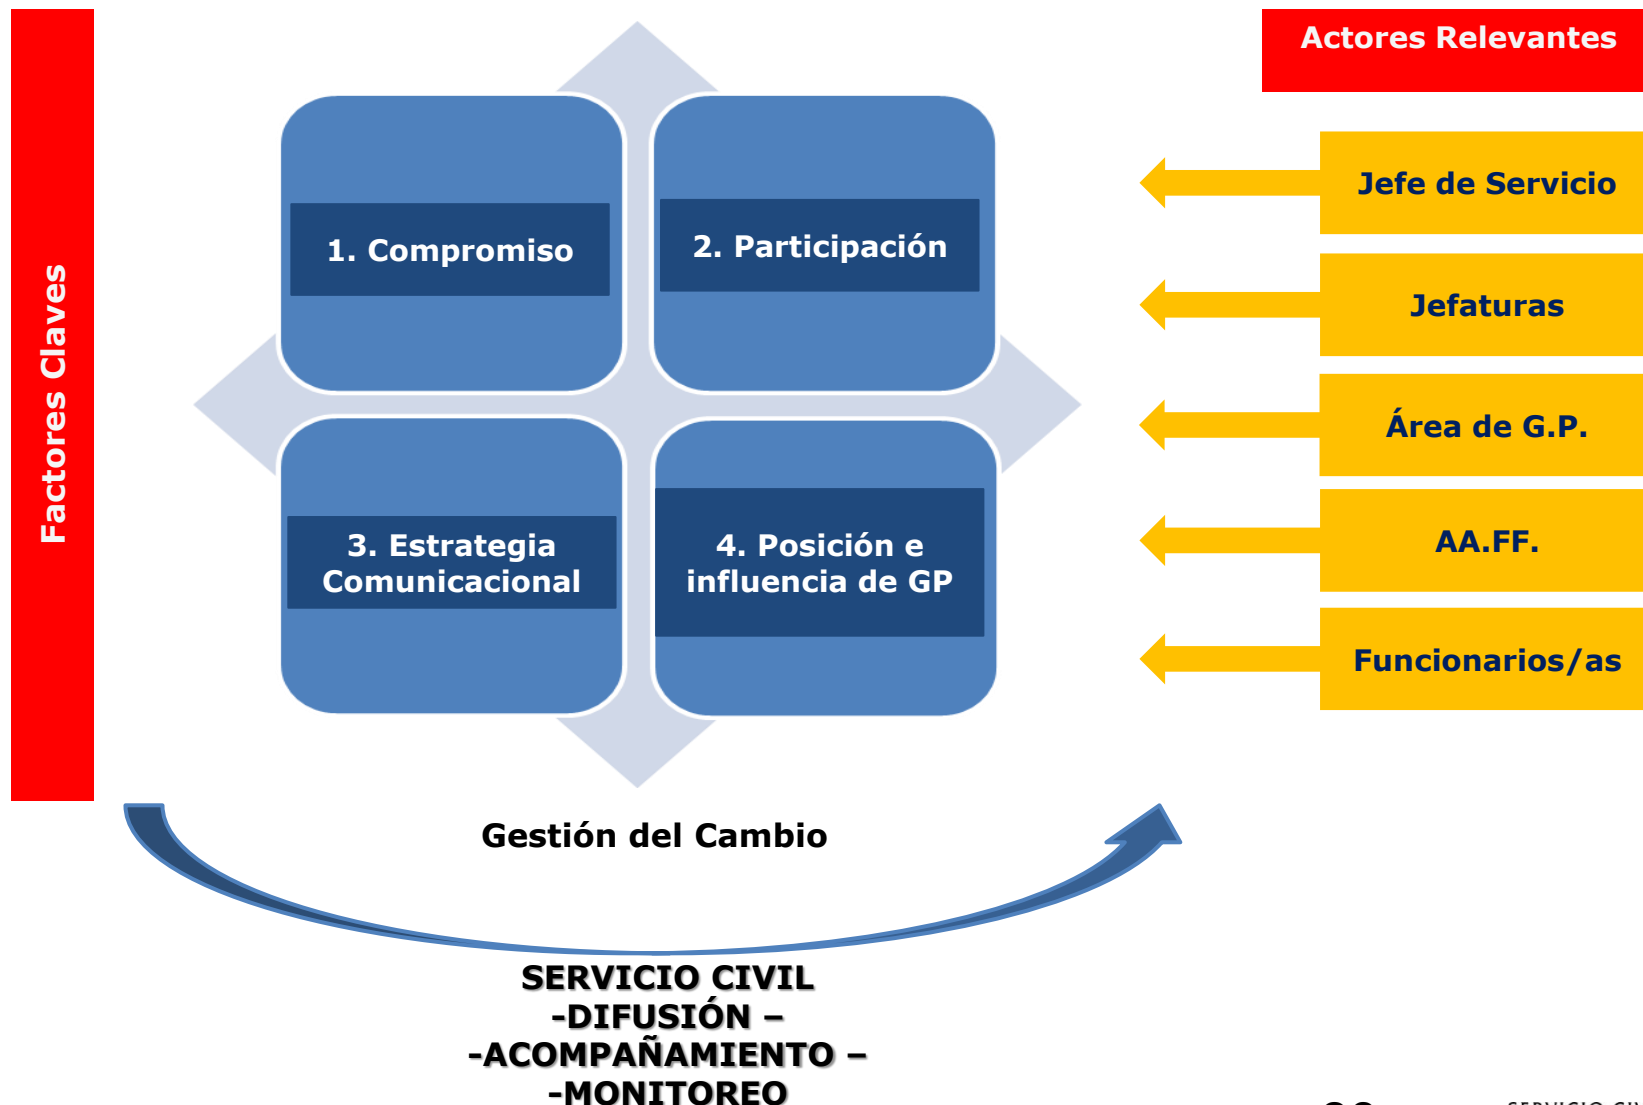 Factores Claves
Actores Relevantes
1. Compromiso
2. Participación
3. Estrategia
Comunicacional
4. Posición e
influencia de GP
Jefe de Servicio
Jefaturas
Área de G.P.
AA.FF.
Funcionarios/as
Gestión del Cambio
SERVICIO CIVIL
-DIFUSIÓN –
-ACOMPAÑAMIENTO –
-MONITOREO